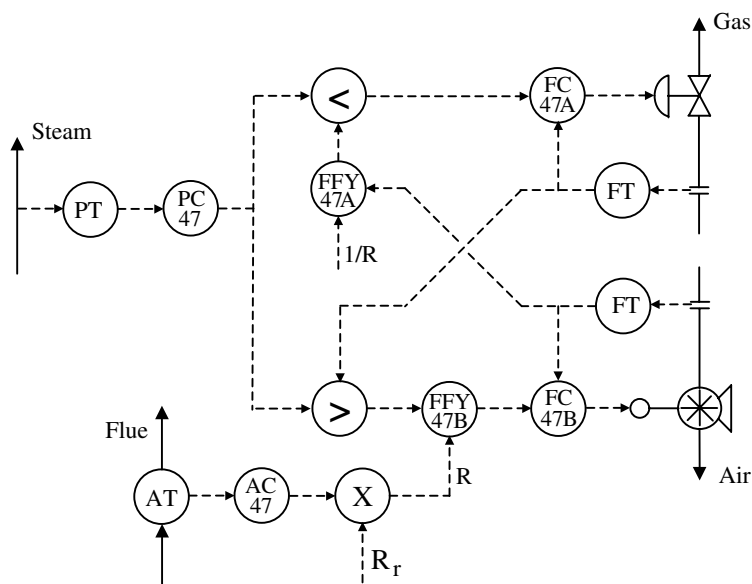 Gas
<
FC
47A
Steam
PT
PC
47
FFY
47A
FT
1/R
FT
>
FFY
47B
FC
47B
Flue
R
Air
AT
AC
47
X
Rr